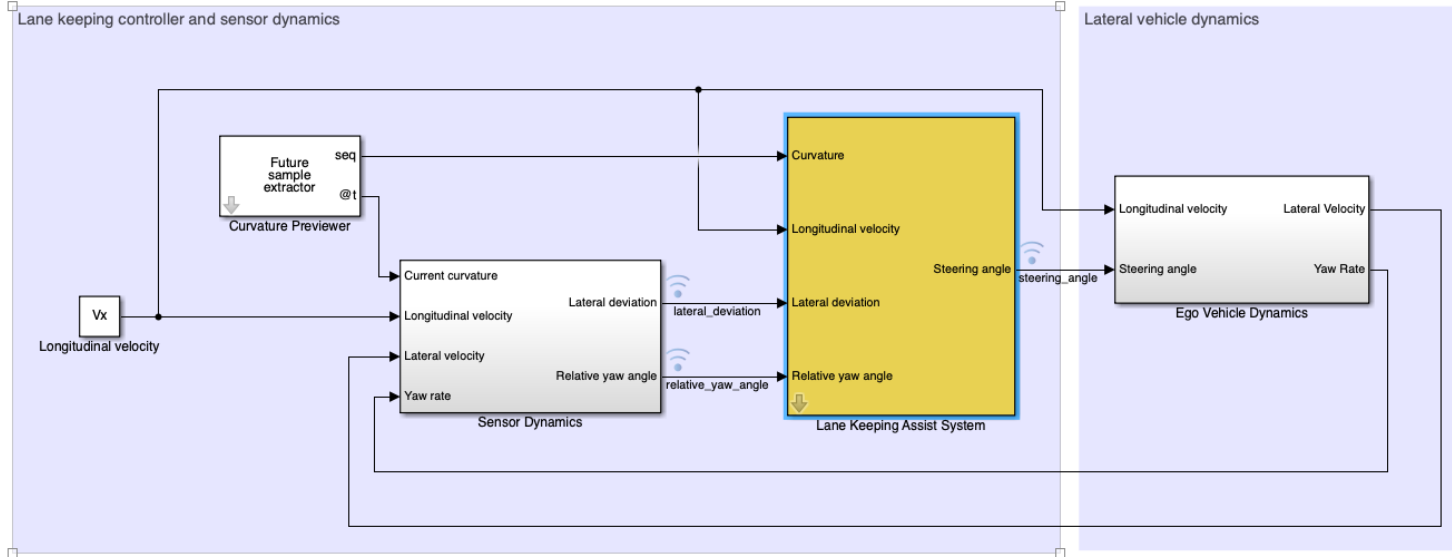 Lane keeping controller and sensor dynamics
Lateral vehicle dynamics
Future
sample
extractor
seq
@t
Curvature Previewer
Vx
Longitudinal velocity
Current curvature
Longitudinal velocity
Lateral velocity
Yaw rate
Lateral deviation
Relative yaw angle
Sensor Dynamics
lateral_deviation
relative_yaw_angle
Curvature
Longitudinal velocity
Lateral deviation
Relative yaw angle
Steering angle
Lane Keeping Assist System
steering_angle
Longitudinal velocity
Steering angle
Lateral Velocity
Yaw Rate
Ego Vehicle Dynamics